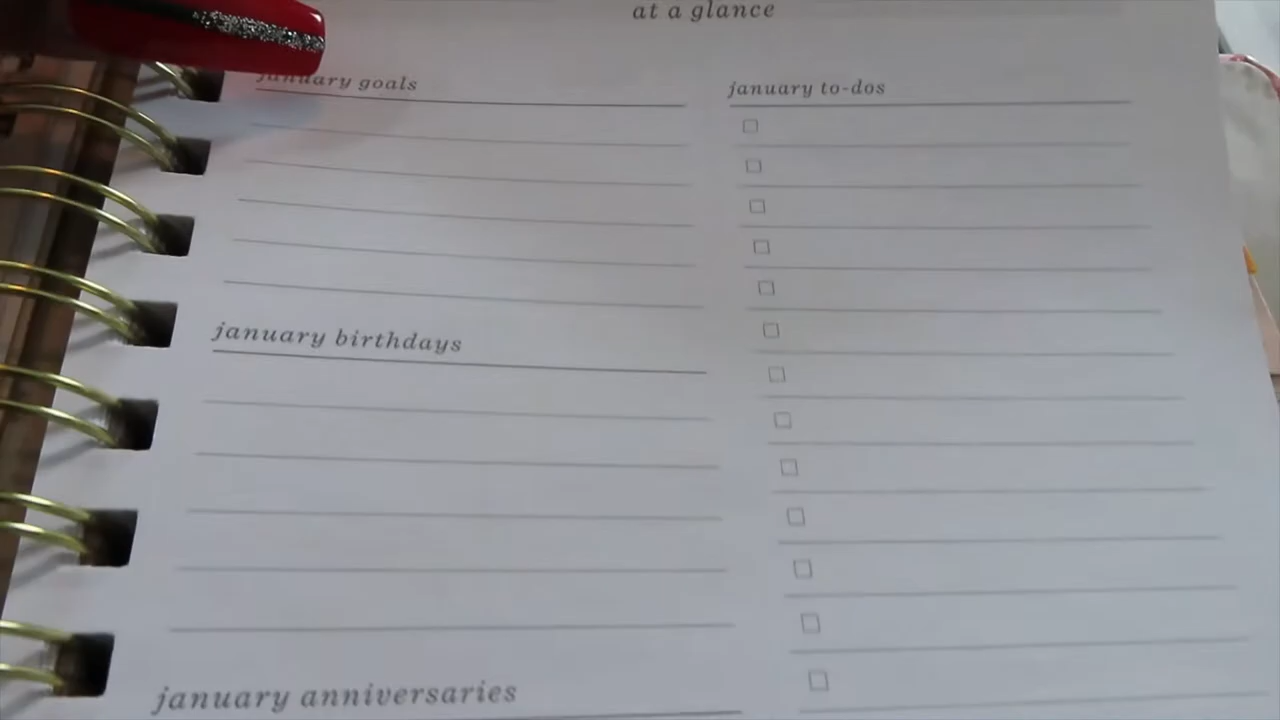 at a glance
january goals
january to-dos
january birthdays
january anniversaries